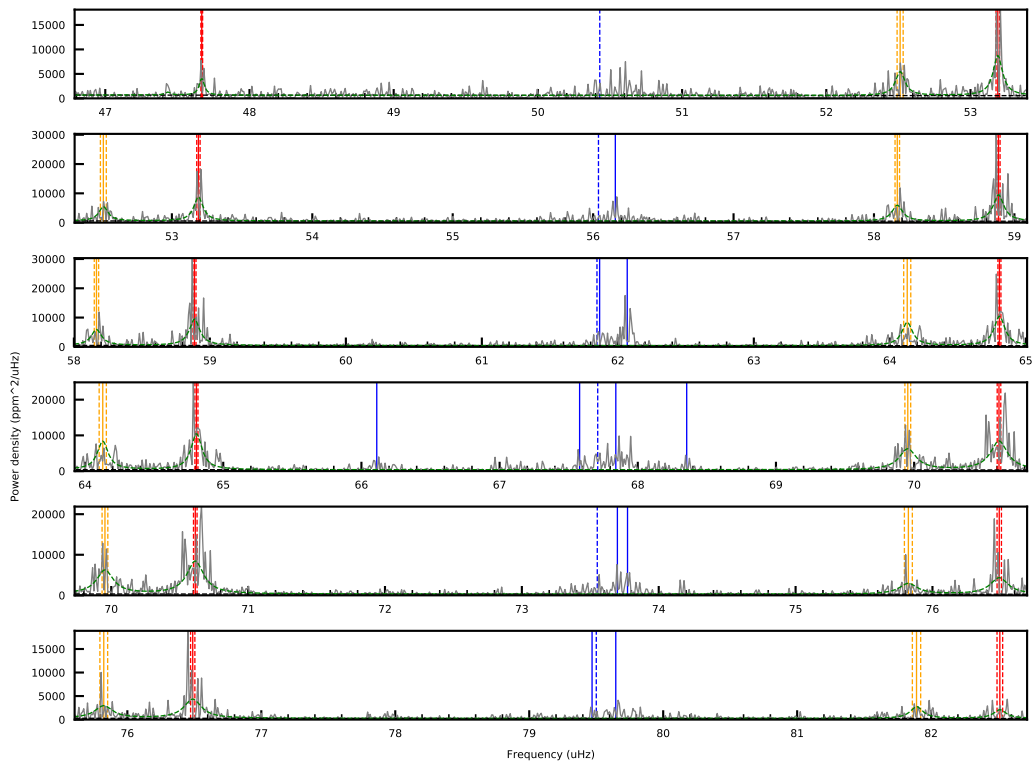 15000
10000
5000
0
47 48 49 50 51 52 53
30000
20000
10000
0
53 54 55 56 57 58 59
30000
20000
10000
0
58 59 60 61 62 63 64 65
Power density (ppm^2/uHz)
20000
10000
0
64 65 66 67 68 69 70
20000
10000
0
70 71 72 73 74 75 76
15000
10000
5000
0
76 77 78 79 80 81 82
Frequency (uHz)